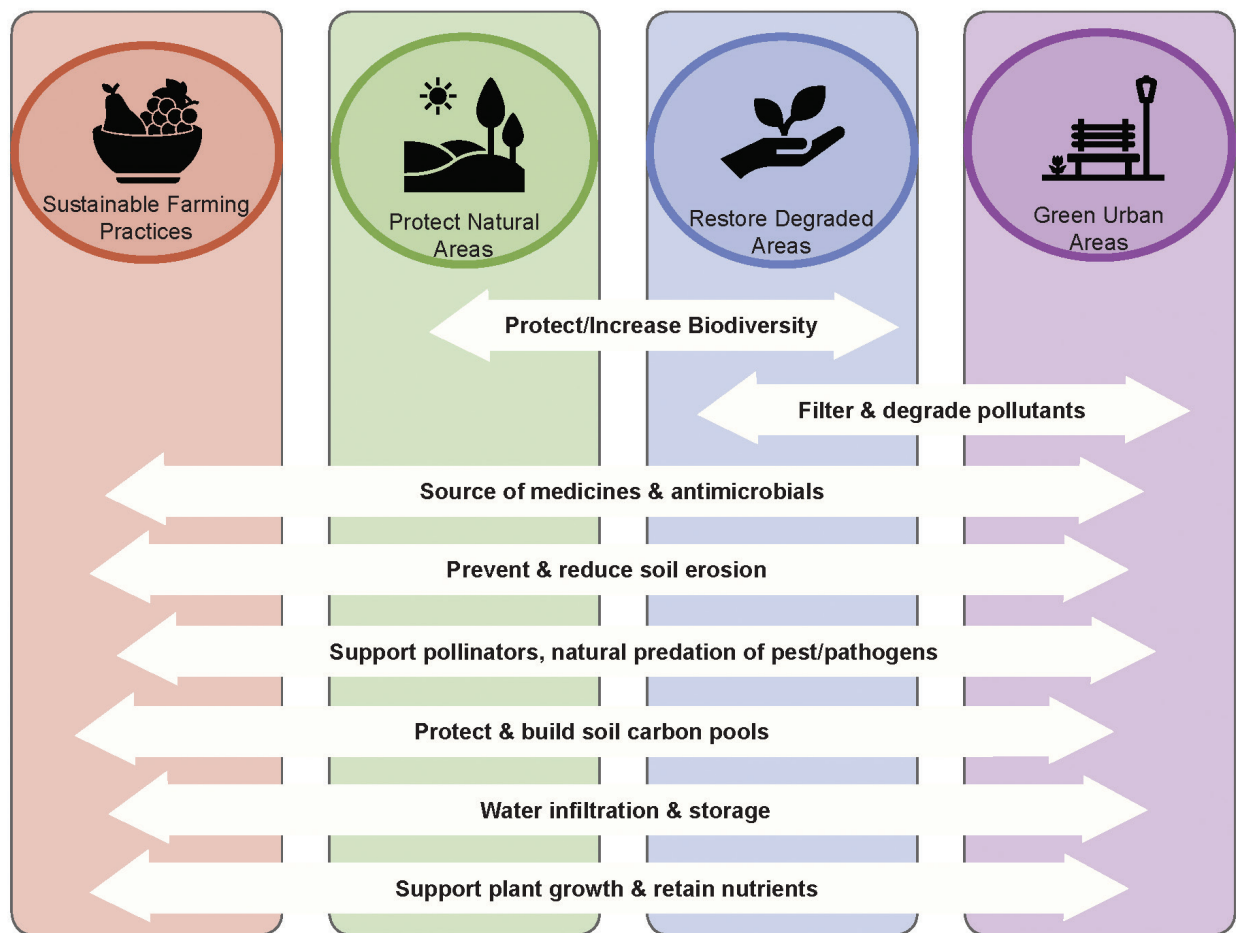 Sustainable Farming
Practices
Protect Natural
Areas
Restore Degraded
Areas
Green Urban
Areas
Protect/Increase Biodiversity
Filter & degrade pollutants
Source of medicines & antimicrobials
Prevent & reduce soil erosion
Support pollinators, natural predation of pest/pathogens
Protect & build soil carbon pools
Water infiltration & storage
Support plant growth & retain nutrients